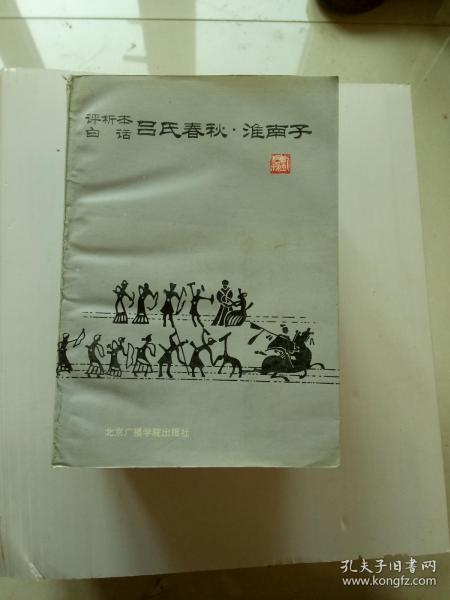 评析本
白话
吕氏春秋·淮南子
北京广播学院出版社
孔夫子旧书网
www.kongfz.com